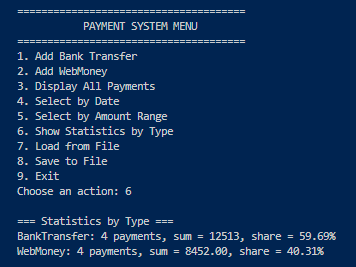 ======================================
PAYMENT SYSTEM MENU
======================================
1. Add Bank Transfer
2. Add WebMoney
3. Display All Payments
4. Select by Date
5. Select by Amount Range
6. Show Statistics by Type
7. Load from File
8. Save to File
9. Exit
Choose an action: 6
=== Statistics by Type ===
BankTransfer: 4 payments, sum = 12513, share = 59.69%
WebMoney: 4 payments, sum = 8452.00, share = 40.31%